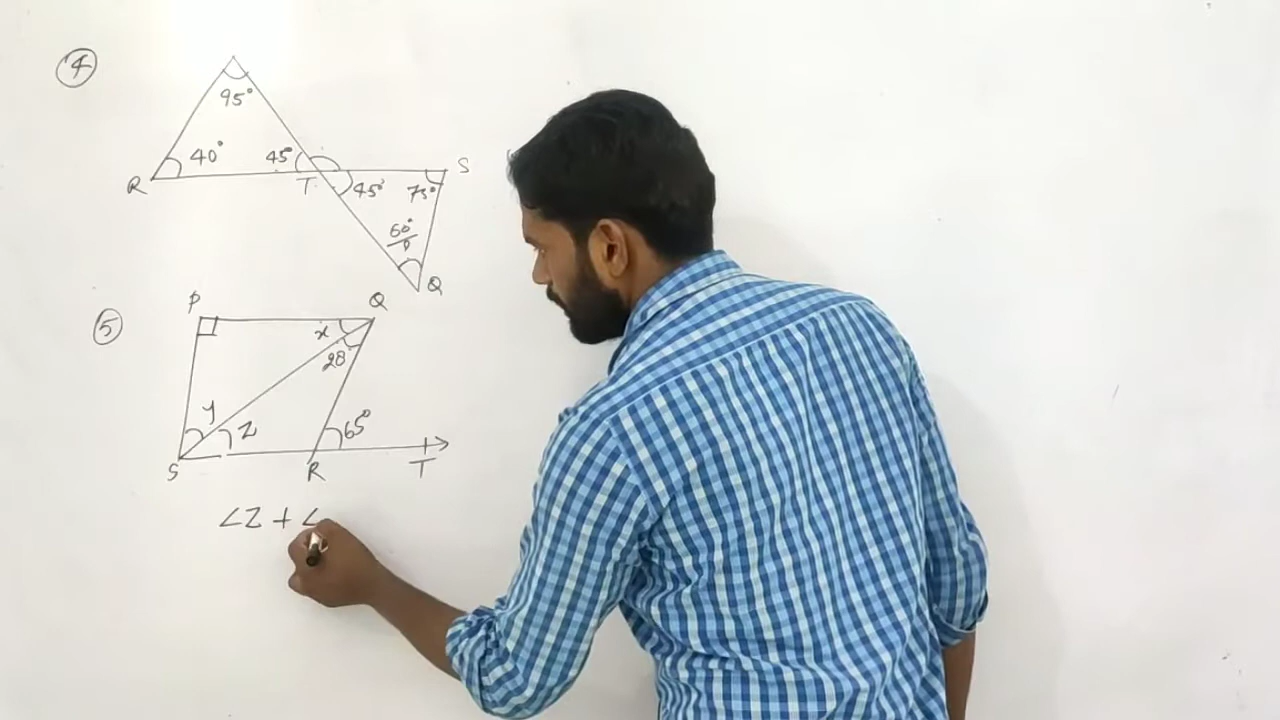 ④
95°
40° 45°
R T 45° 75° S
60°
Q
⑤
P Q
x
28°
y z 65°
S R T
∠Z + ∠